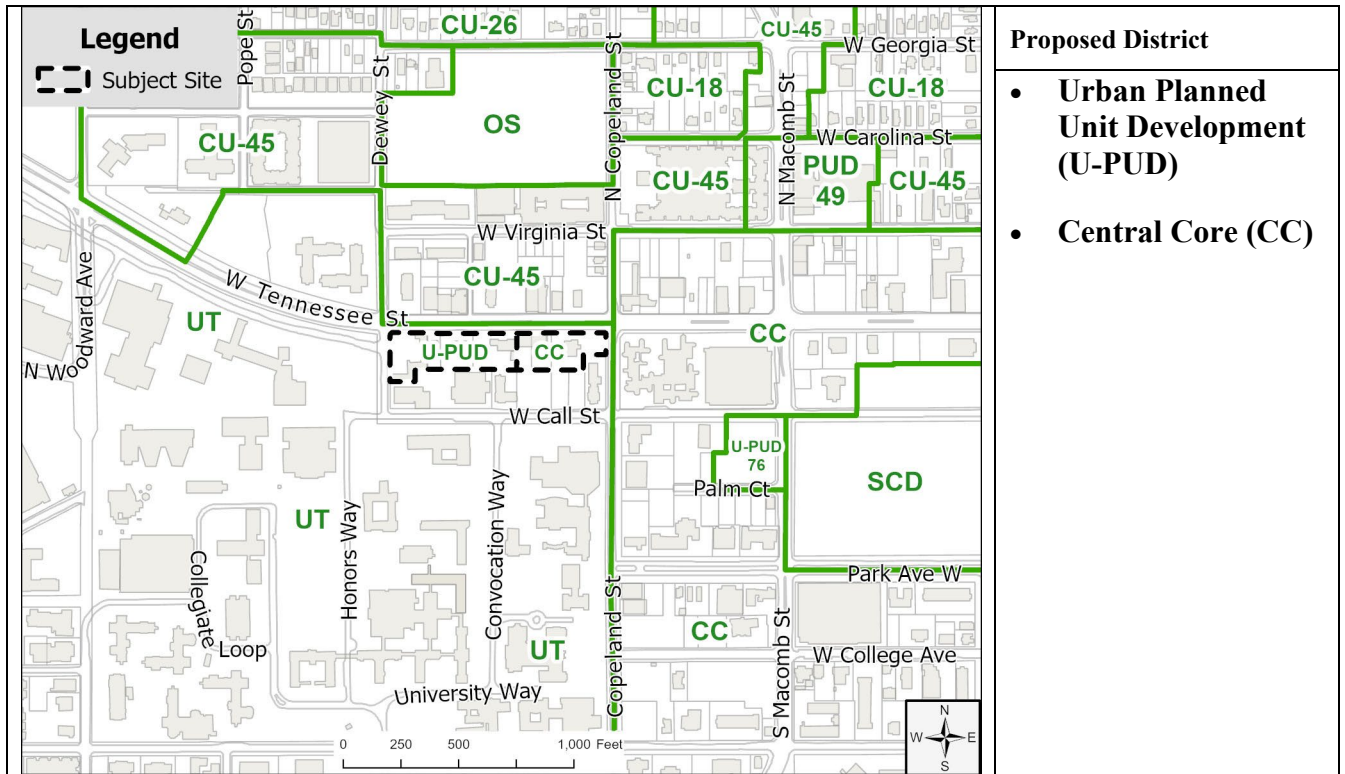 Legend
Subject Site
Pope St
CU-26
Dewey St
N Copeland St
CU-45
W Georgia St
CU-18
N Macomb St
CU-18
OS
CU-45
W Carolina St
CU-45
PUD
49
CU-45
W Virginia St
CU-45
W Tennessee St
UT
N Woodward Ave
CC
U-PUD
CC
W Call St
U-PUD
76
Palm Ct
SCD
UT
Honors Way
Convocation Way
Collegiate
Loop
Copeland St
Park Ave W
CC
S Macomb St
W College Ave
UT
University Way
0 250 500 1,000 Feet
N
W E
S
Proposed District
• Urban Planned
Unit Development
(U-PUD)
• Central Core (CC)